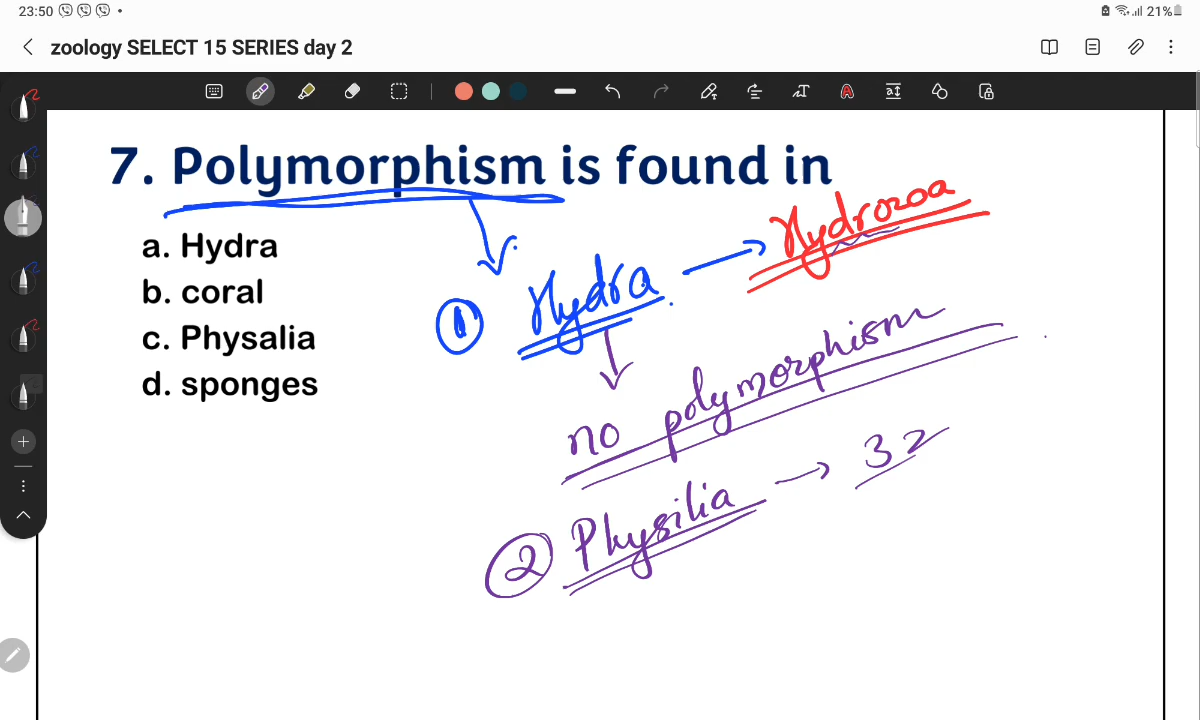 23:50
21%
zoology SELECT 15 SERIES day 2
7. Polymorphism is found in
a. Hydra
b. coral
c. Physalia
d. sponges
① Hydra → Hydrozoa
no polymorphism
② Physilia → 32